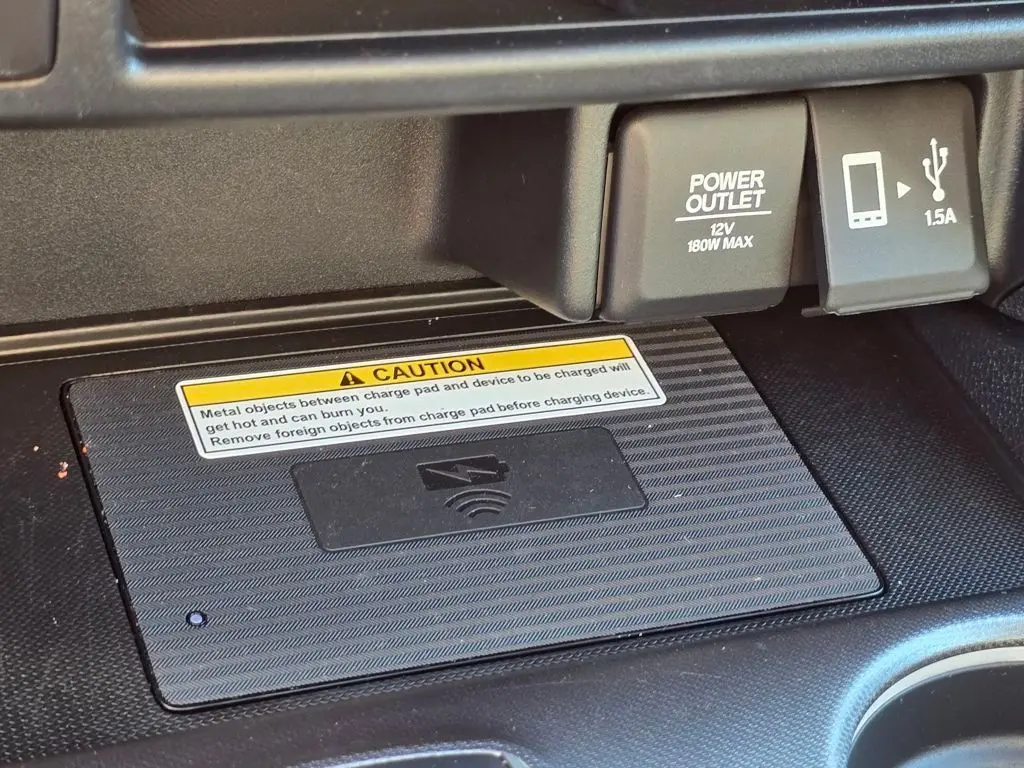 POWER
OUTLET
12V
180W MAX
1.5A
CAUTION
Metal objects between charge pad and device to be charged will
get hot and can burn you.
Remove foreign objects from charge pad before charging device.